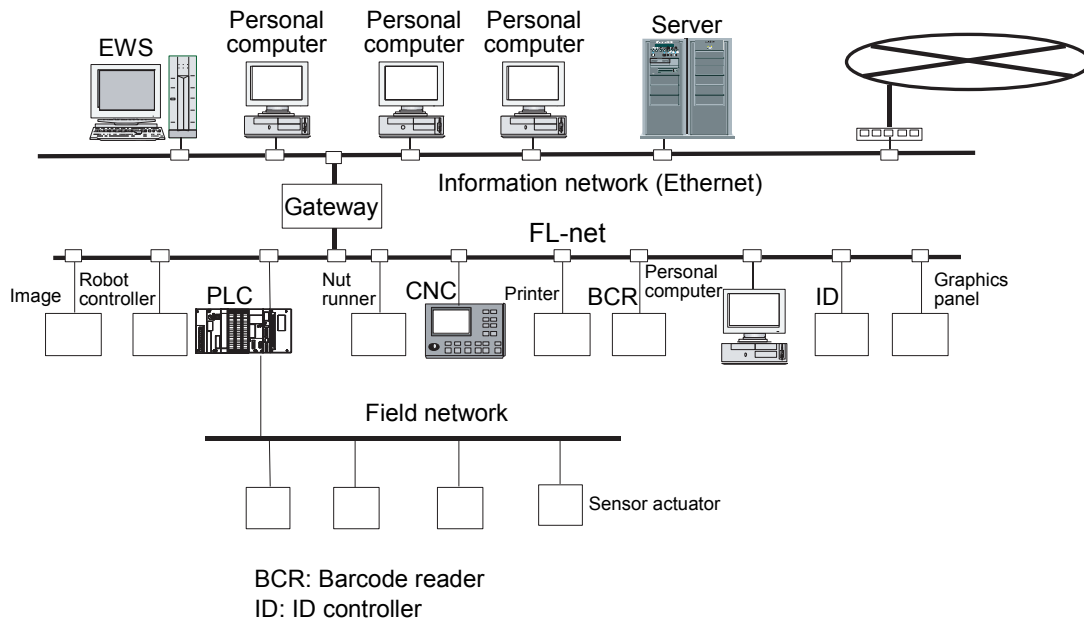 EWS
Personal
computer
Personal
computer
Personal
computer
Server
Information network (Ethernet)
Gateway
FL-net
Image
Robot
controller
PLC
Nut
runner
CNC
Printer
BCR
Personal
computer
ID
Graphics
panel
Field network
Sensor actuator
BCR: Barcode reader
ID: ID controller